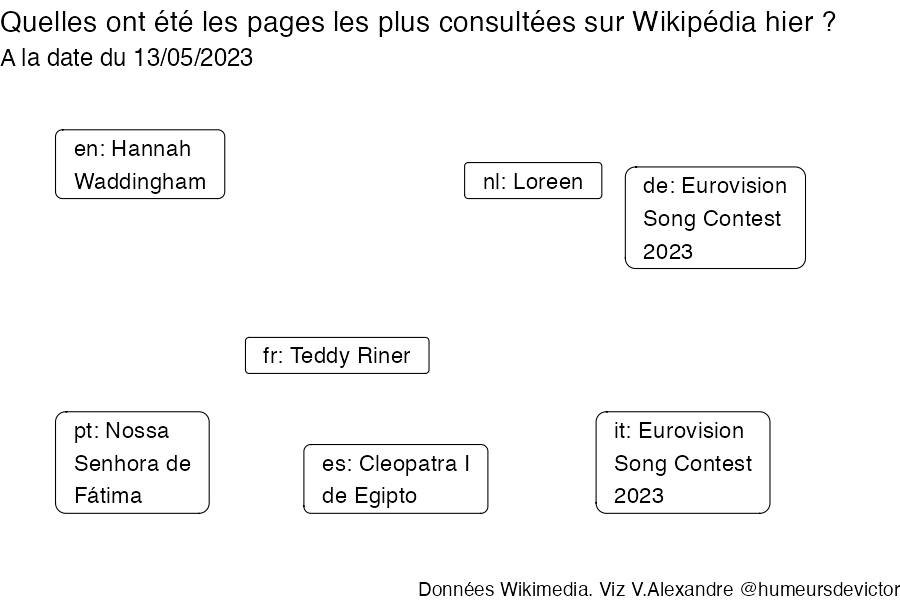 Quelles ont été les pages les plus consultées sur Wikipédia hier ?
A la date du 13/05/2023
en: Hannah
Waddingham
nl: Loreen
de: Eurovision
Song Contest
2023
fr: Teddy Riner
pt: Nossa
Senhora de
Fátima
es: Cleopatra I
de Egipto
it: Eurovision
Song Contest
2023
Données Wikimedia. Viz V.Alexandre @humeursdevictor